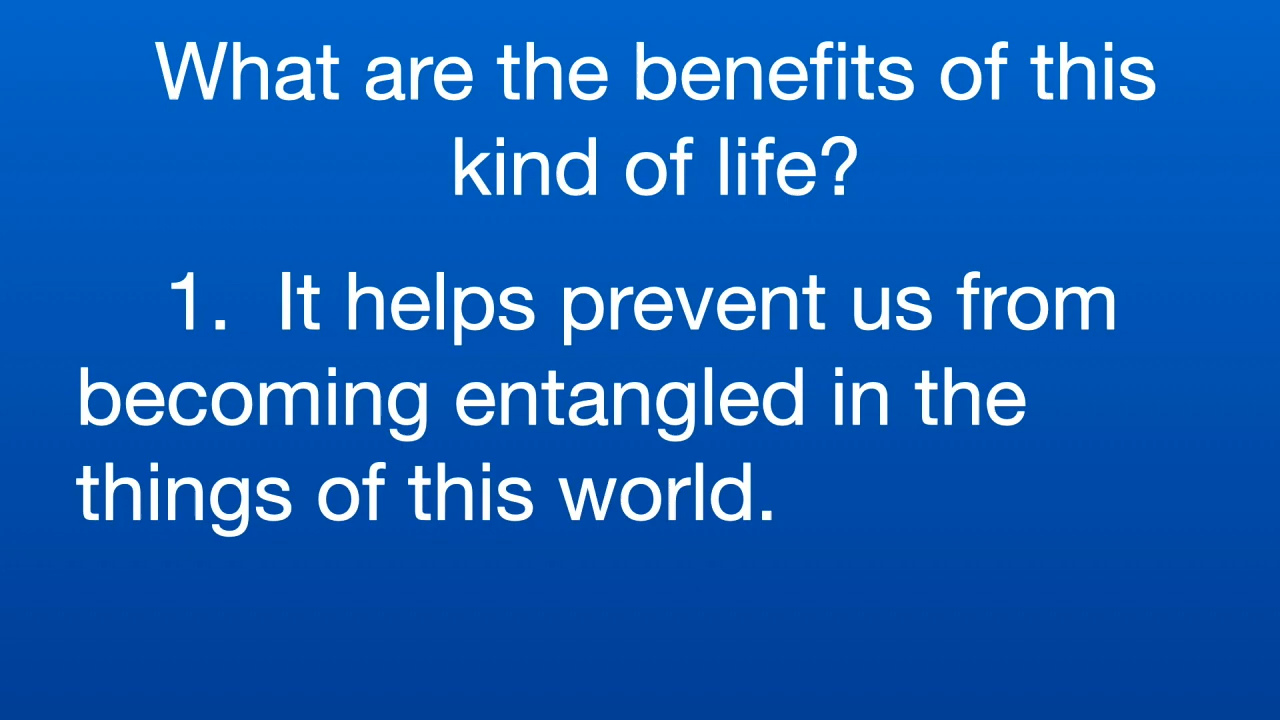 What are the benefits of this
kind of life?
1. It helps prevent us from
becoming entangled in the
things of this world.